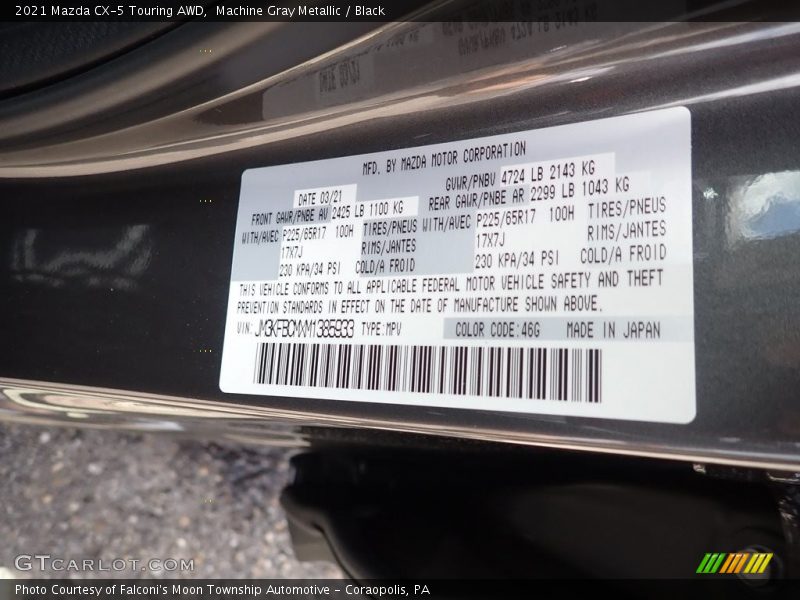 2021 Mazda CX-5 Touring AWD, Machine Gray Metallic / Black
MFD. BY MAZDA MOTOR CORPORATION
DATE 03/21 GVWR/PNBV 4724 LB 2143 KG
FRONT GAWR/PNBE AV 2425 LB 1100 KG REAR GAWR/PNBE AR 2299 LB 1043 KG
WITH/AVEC P225/65R17 100H TIRES/PNEUS WITH/AVEC P225/65R17 100H TIRES/PNEUS
17X7J RIMS/JANTES 17X7J RIMS/JANTES
230 KPA/34 PSI COLD/A FROID 230 KPA/34 PSI COLD/A FROID
THIS VEHICLE CONFORMS TO ALL APPLICABLE FEDERAL MOTOR VEHICLE SAFETY AND THEFT
PREVENTION STANDARDS IN EFFECT ON THE DATE OF MANUFACTURE SHOWN ABOVE.
VIN: JM3KFBCMXM1385933 TYPE:MPV COLOR CODE:46G MADE IN JAPAN
GTCARLOT.COM
Photo Courtesy of Falconi's Moon Township Automotive - Coraopolis, PA